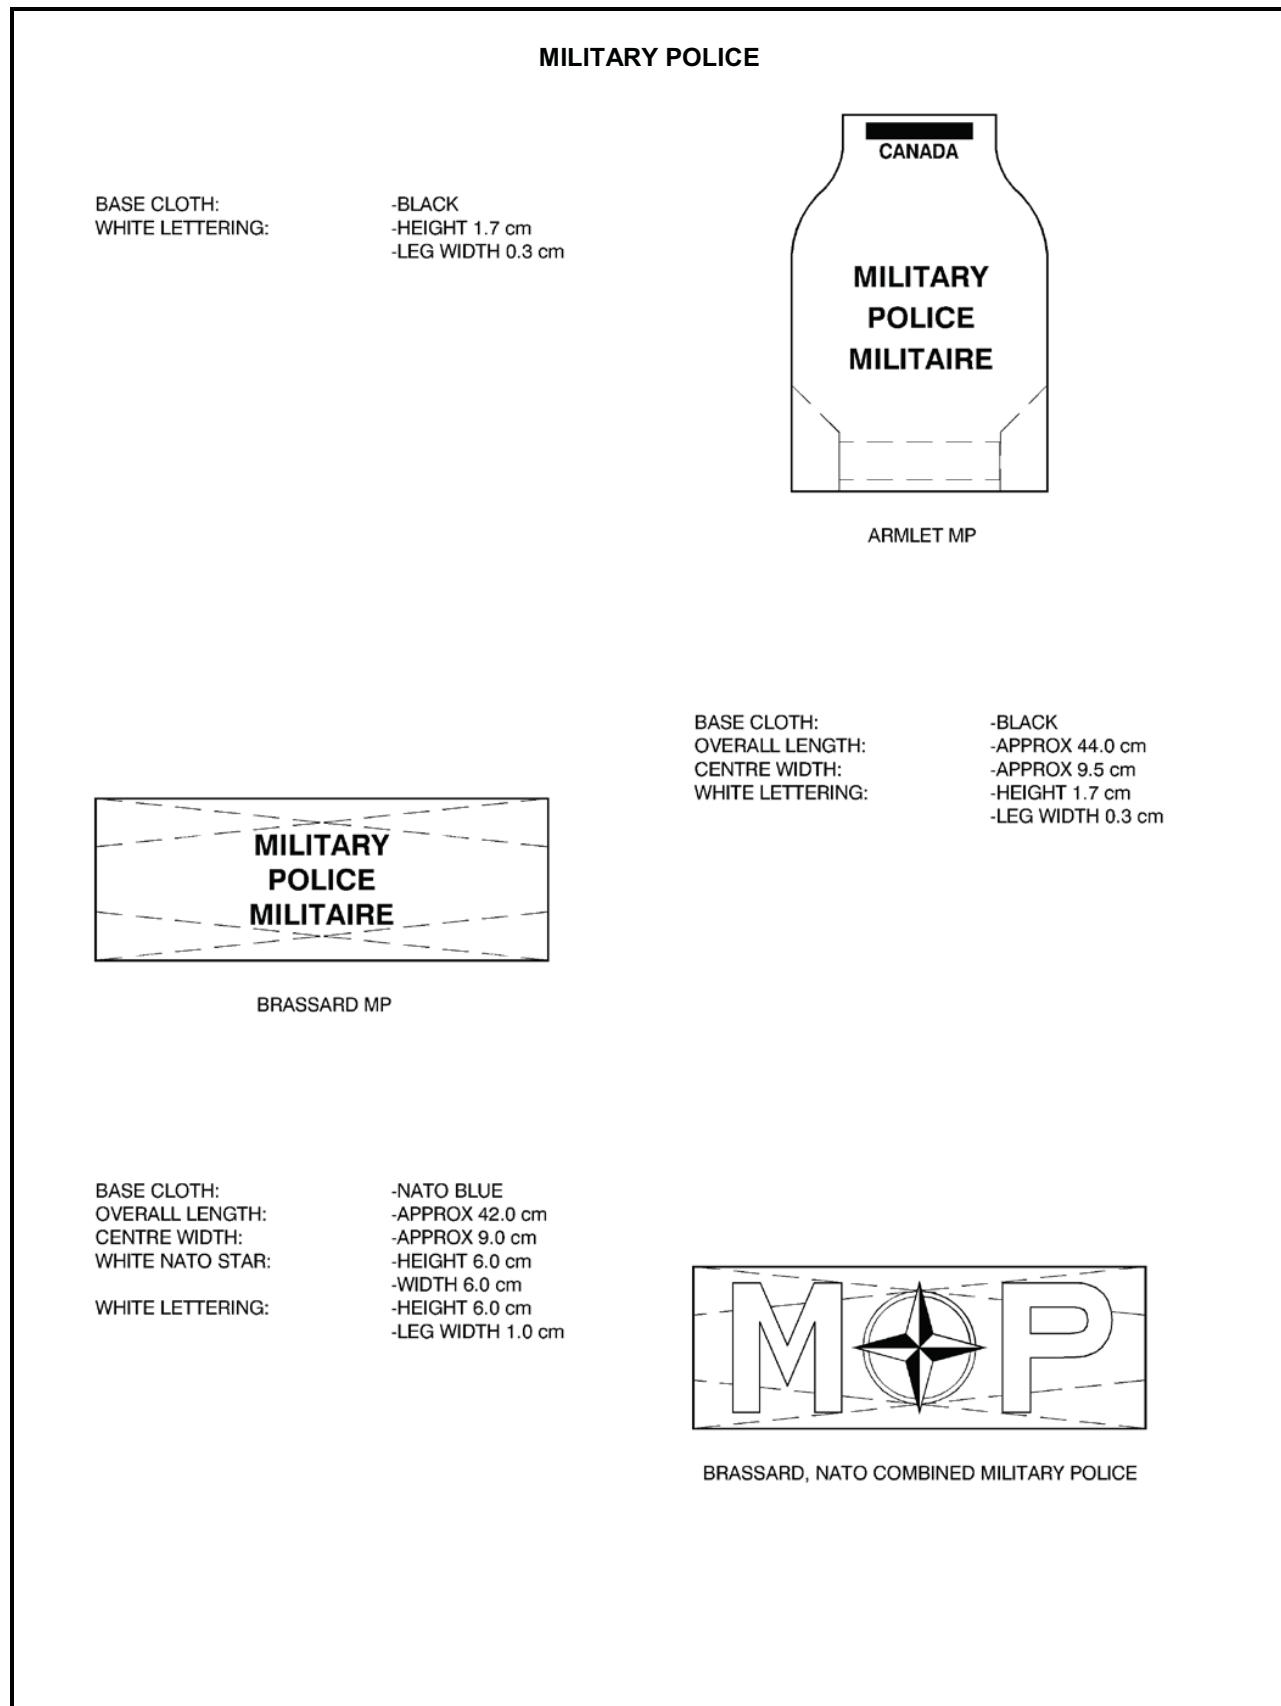 MILITARY POLICE
CANADA
BASE CLOTH: -BLACK
WHITE LETTERING: -HEIGHT 1.7 cm
-LEG WIDTH 0.3 cm
MILITARY
POLICE
MILITAIRE
ARMLET MP
BASE CLOTH: -BLACK
OVERALL LENGTH: -APPROX 44.0 cm
CENTRE WIDTH: -APPROX 9.5 cm
WHITE LETTERING: -HEIGHT 1.7 cm
-LEG WIDTH 0.3 cm
MILITARY
POLICE
MILITAIRE
BRASSARD MP
BASE CLOTH: -NATO BLUE
OVERALL LENGTH: -APPROX 42.0 cm
CENTRE WIDTH: -APPROX 9.0 cm
WHITE NATO STAR: -HEIGHT 6.0 cm
-WIDTH 6.0 cm
WHITE LETTERING: -HEIGHT 6.0 cm
-LEG WIDTH 1.0 cm
M P
BRASSARD, NATO COMBINED MILITARY POLICE